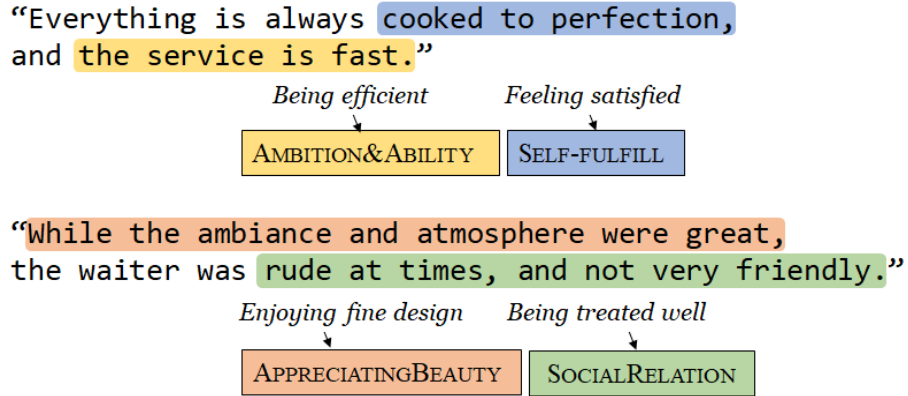 “Everything is always cooked to perfection,
and the service is fast.”
Being efficient Feeling satisfied
AMBITION&ABILITY SELF-FULFILL
“While the ambiance and atmosphere were great,
the waiter was rude at times, and not very friendly.”
Enjoying fine design Being treated well
APPRECIATINGBEAUTY SOCIALRELATION